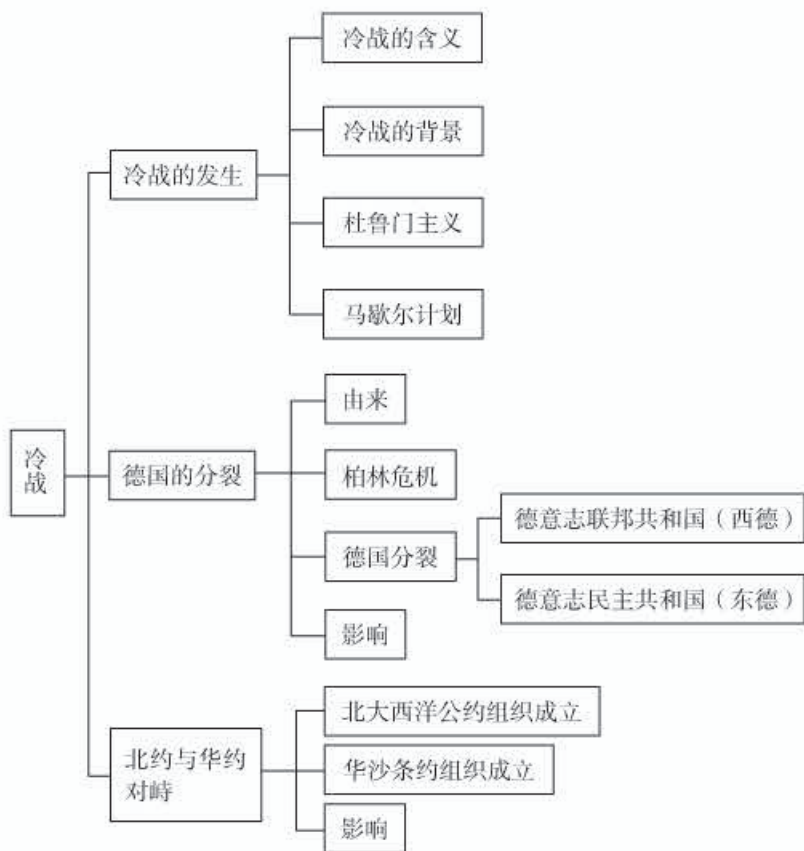 冷战
冷战的发生
冷战的含义
冷战的背景
杜鲁门主义
马歇尔计划
德国的分裂
由来
柏林危机
德国分裂
德意志联邦共和国（西德）
德意志民主共和国（东德）
影响
北约与华约
对峙
北大西洋公约组织成立
华沙条约组织成立
影响